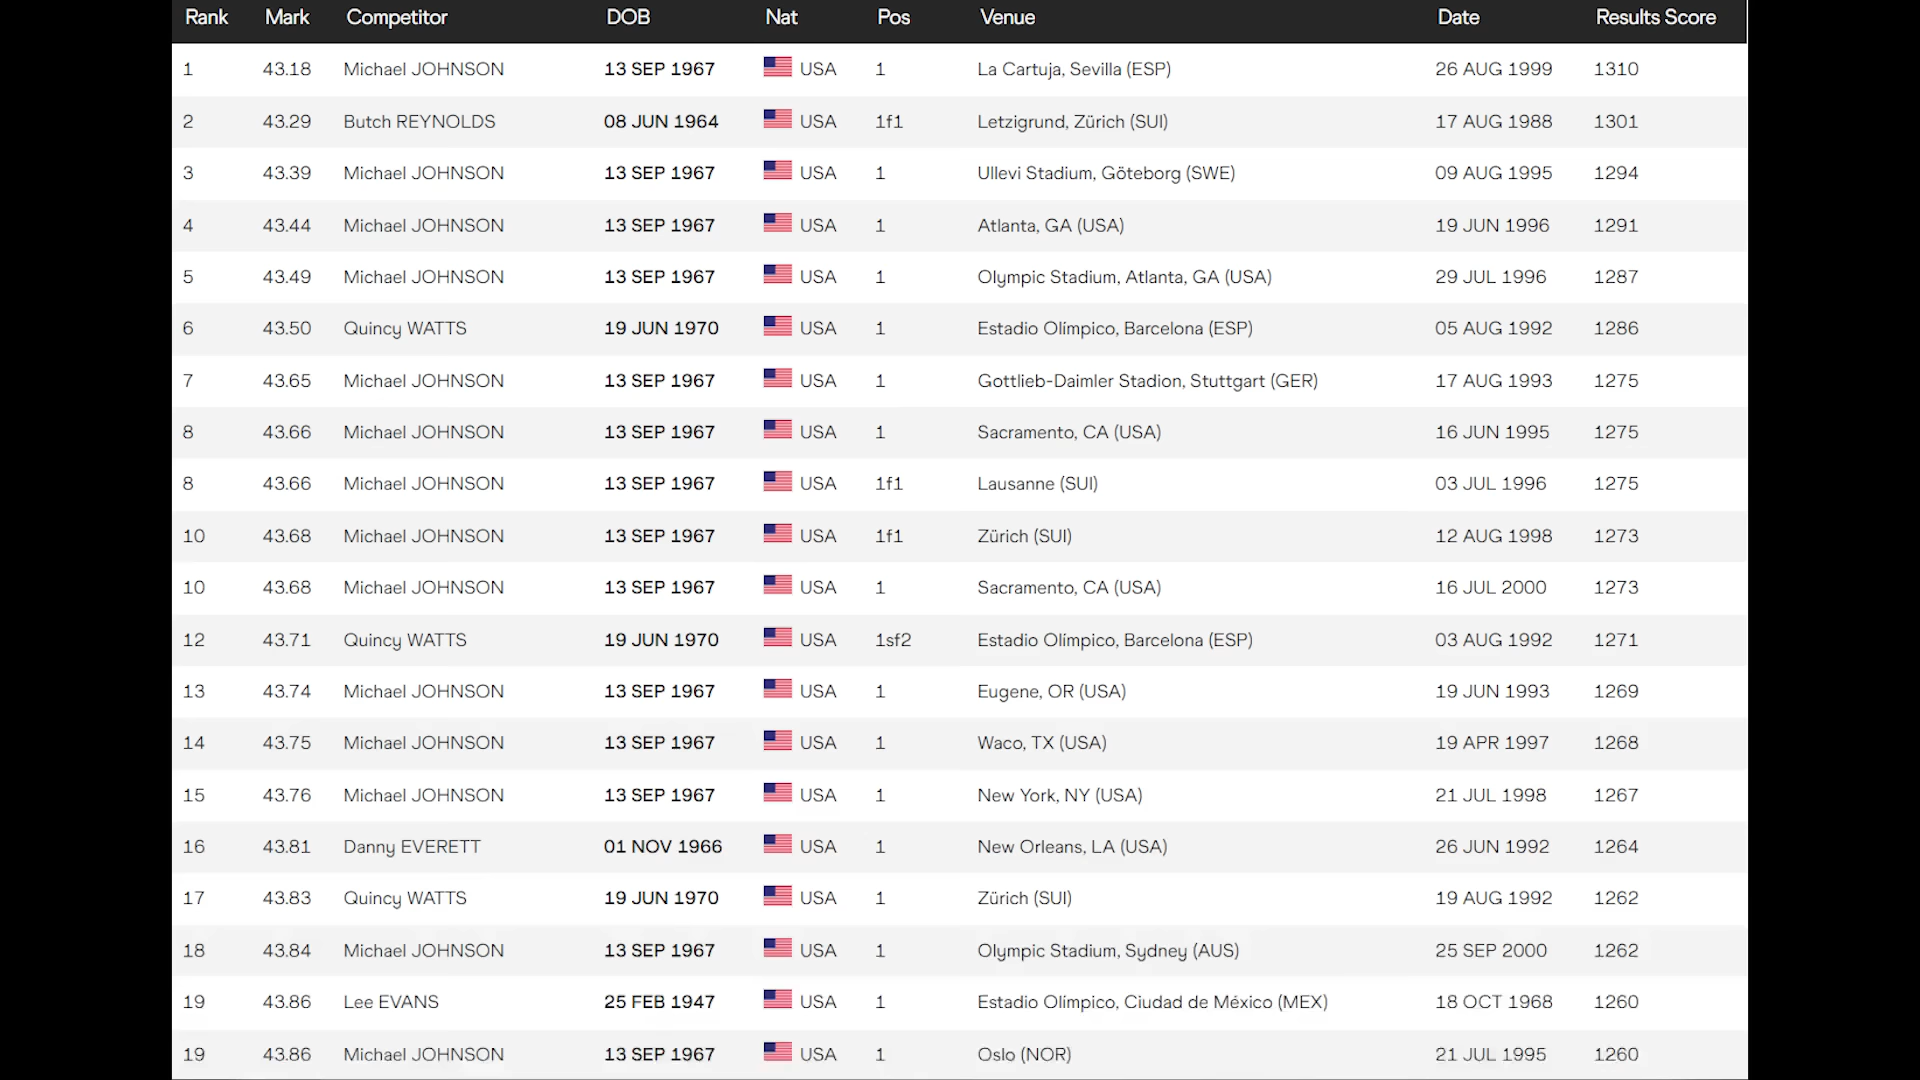 Rank Mark Competitor DOB Nat Pos Venue Date Results Score
1 43.18 Michael JOHNSON 13 SEP 1967 USA 1 La Cartuja, Sevilla (ESP) 26 AUG 1999 1310
2 43.29 Butch REYNOLDS 08 JUN 1964 USA 1f1 Letzigrund, Zürich (SUI) 17 AUG 1988 1301
3 43.39 Michael JOHNSON 13 SEP 1967 USA 1 Ullevi Stadium, Göteborg (SWE) 09 AUG 1995 1294
4 43.44 Michael JOHNSON 13 SEP 1967 USA 1 Atlanta, GA (USA) 19 JUN 1996 1291
5 43.49 Michael JOHNSON 13 SEP 1967 USA 1 Olympic Stadium, Atlanta, GA (USA) 29 JUL 1996 1287
6 43.50 Quincy WATTS 19 JUN 1970 USA 1 Estadio Olímpico, Barcelona (ESP) 05 AUG 1992 1286
7 43.65 Michael JOHNSON 13 SEP 1967 USA 1 Gottlieb-Daimler Stadion, Stuttgart (GER) 17 AUG 1993 1275
8 43.66 Michael JOHNSON 13 SEP 1967 USA 1 Sacramento, CA (USA) 16 JUN 1995 1275
8 43.66 Michael JOHNSON 13 SEP 1967 USA 1f1 Lausanne (SUI) 03 JUL 1996 1275
10 43.68 Michael JOHNSON 13 SEP 1967 USA 1f1 Zürich (SUI) 12 AUG 1998 1273
10 43.68 Michael JOHNSON 13 SEP 1967 USA 1 Sacramento, CA (USA) 16 JUL 2000 1273
12 43.71 Quincy WATTS 19 JUN 1970 USA 1sf2 Estadio Olímpico, Barcelona (ESP) 03 AUG 1992 1271
13 43.74 Michael JOHNSON 13 SEP 1967 USA 1 Eugene, OR (USA) 19 JUN 1993 1269
14 43.75 Michael JOHNSON 13 SEP 1967 USA 1 Waco, TX (USA) 19 APR 1997 1268
15 43.76 Michael JOHNSON 13 SEP 1967 USA 1 New York, NY (USA) 21 JUL 1998 1267
16 43.81 Danny EVERETT 01 NOV 1966 USA 1 New Orleans, LA (USA) 26 JUN 1992 1264
17 43.83 Quincy WATTS 19 JUN 1970 USA 1 Zürich (SUI) 19 AUG 1992 1262
18 43.84 Michael JOHNSON 13 SEP 1967 USA 1 Olympic Stadium, Sydney (AUS) 25 SEP 2000 1262
19 43.86 Lee EVANS 25 FEB 1947 USA 1 Estadio Olímpico, Ciudad de México (MEX) 18 OCT 1968 1260
19 43.86 Michael JOHNSON 13 SEP 1967 USA 1 Oslo (NOR) 21 JUL 1995 1260